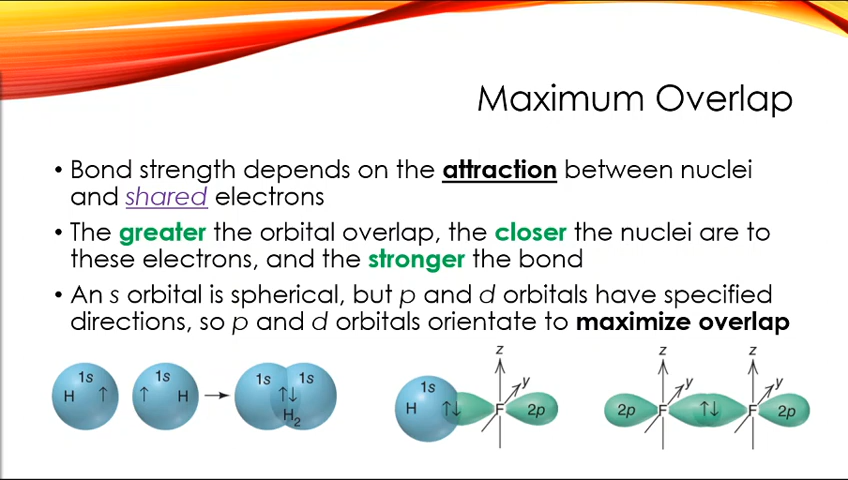 Maximum Overlap
• Bond strength depends on the attraction between nuclei
and shared electrons
• The greater the orbital overlap, the closer the nuclei are to
these electrons, and the stronger the bond
• An s orbital is spherical, but p and d orbitals have specified
directions, so p and d orbitals orientate to maximize overlap
1s
H ↑
1s
↑ H
→
1s 1s
↑↓
H2
1s
H ↑↓
z
y
F
2p
z
y
2p F ↑↓
z
y
F 2p